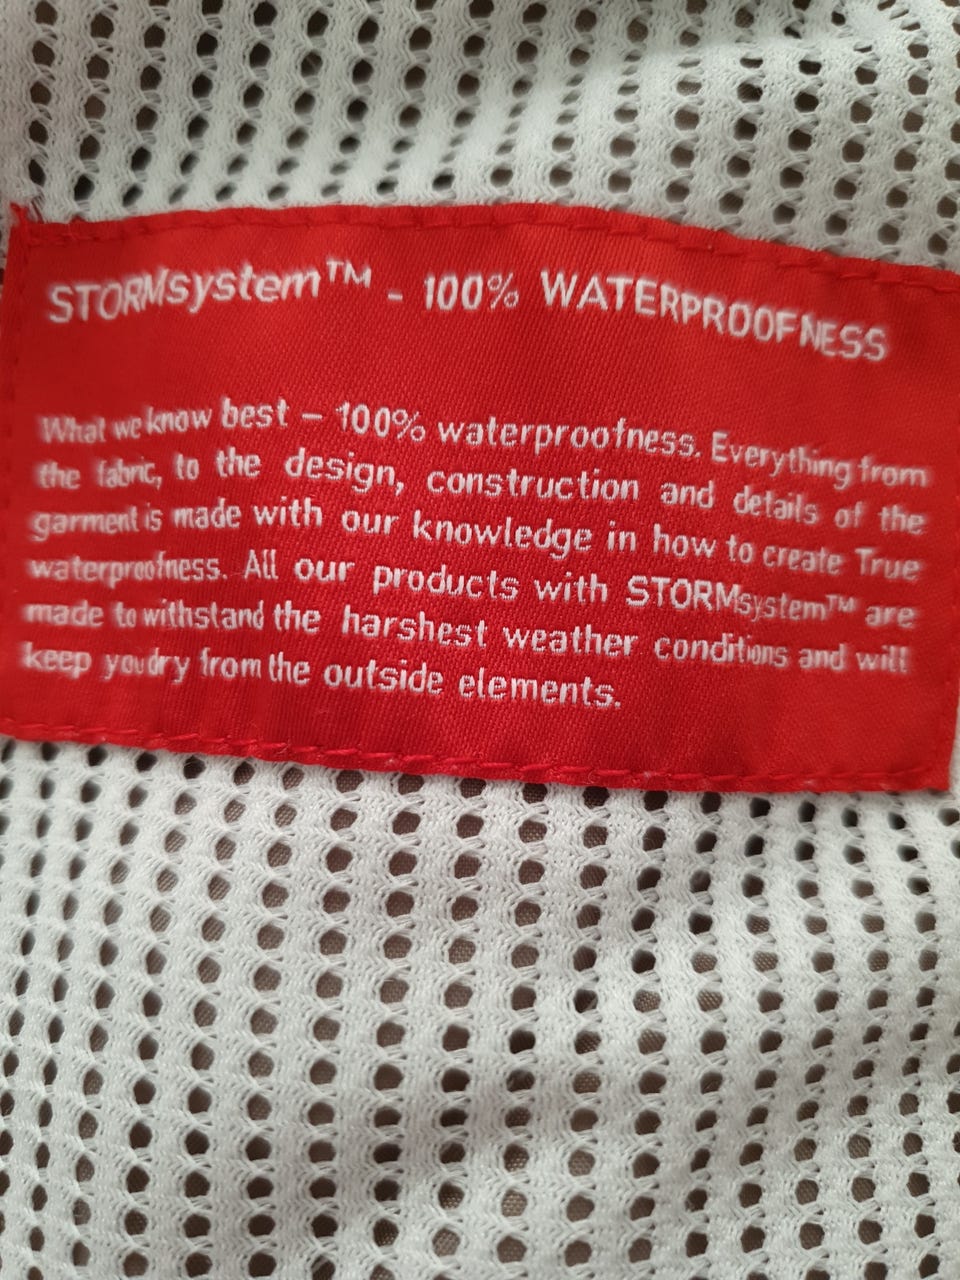 STORMsystem™ - 100% WATERPROOFNESS
What we know best – 100% waterproofness. Everything from
the fabric, to the design, construction and details of the
garment is made with our knowledge in how to create True
waterproofness. All our products with STORMsystem™ are
made to withstand the harshest weather conditions and will
keep you dry from the outside elements.